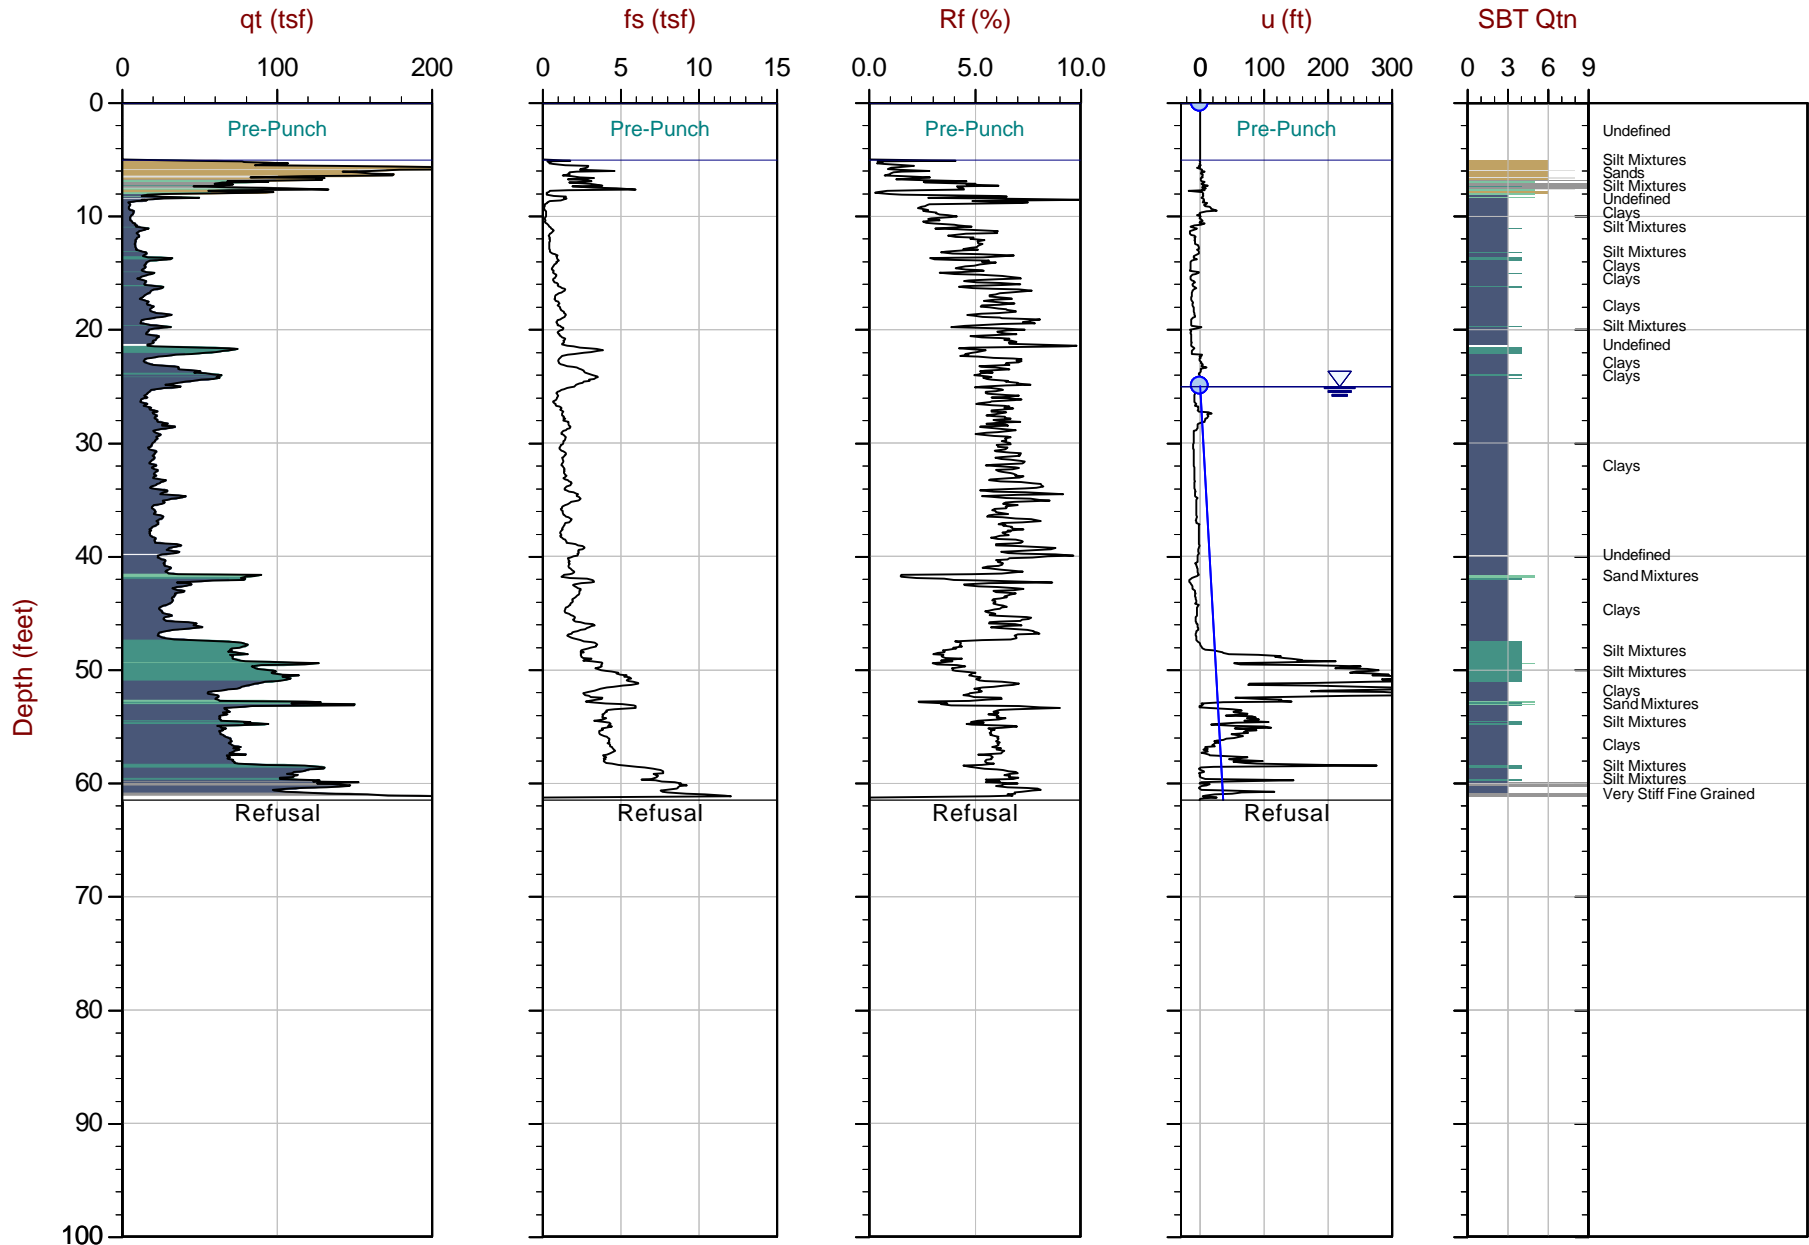 qt (tsf) fs (tsf) Rf (%) u (ft) SBT Qtn
0 100 200 0 5 10 15 0.0 5.0 10.0 0 100 200 300 0 3 6 9
0
Pre-Punch Pre-Punch Pre-Punch Pre-Punch
Undefined
Silt Mixtures
Sands
Silt Mixtures
Undefined
Clays
10
Silt Mixtures
Silt Mixtures
Clays
Clays
Clays
Silt Mixtures
20
Undefined
Clays
Clays
30
Clays
40
Undefined
Sand Mixtures
Clays
Silt Mixtures
50
Silt Mixtures
Clays
Sand Mixtures
Silt Mixtures
Clays
Silt Mixtures
Silt Mixtures
60
Very Stiff Fine Grained
Refusal Refusal Refusal Refusal
70
80
90
100
Depth (feet)